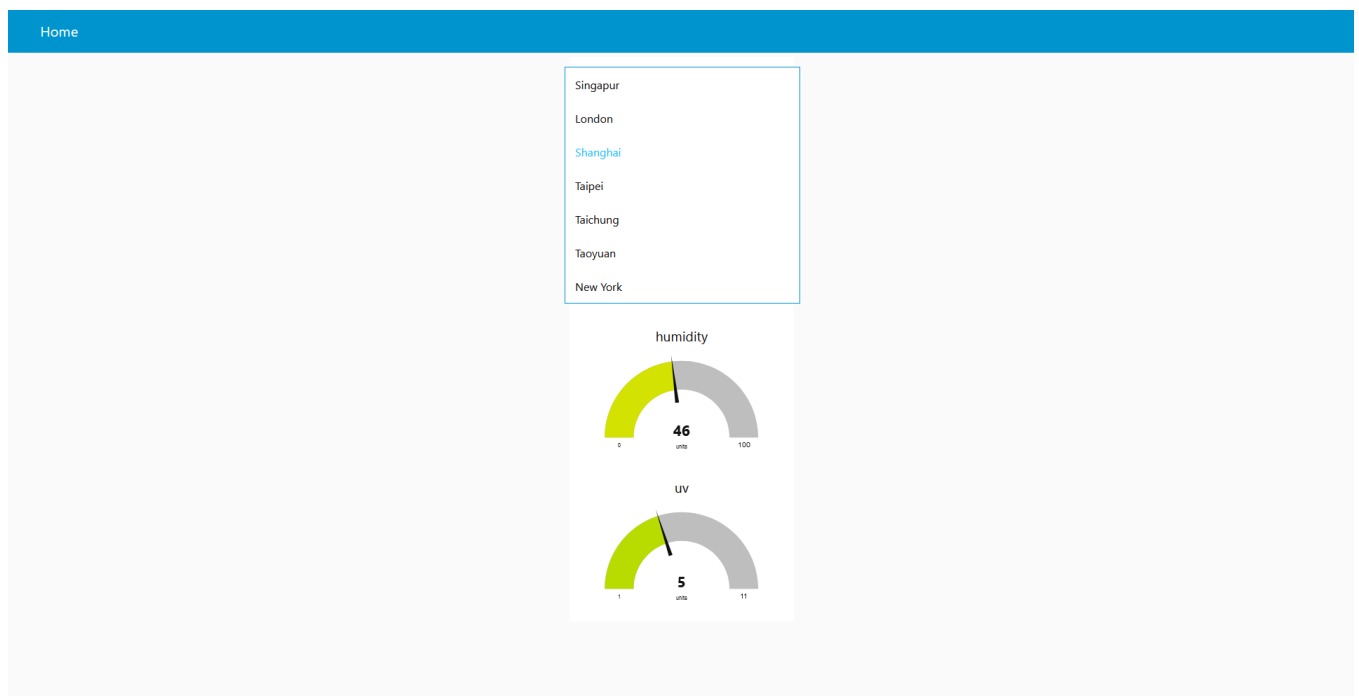 Home
Singapur
London
Shanghai
Taipei
Taichung
Taoyuan
New York
humidity
46
0 units 100
uv
5
1 units 11